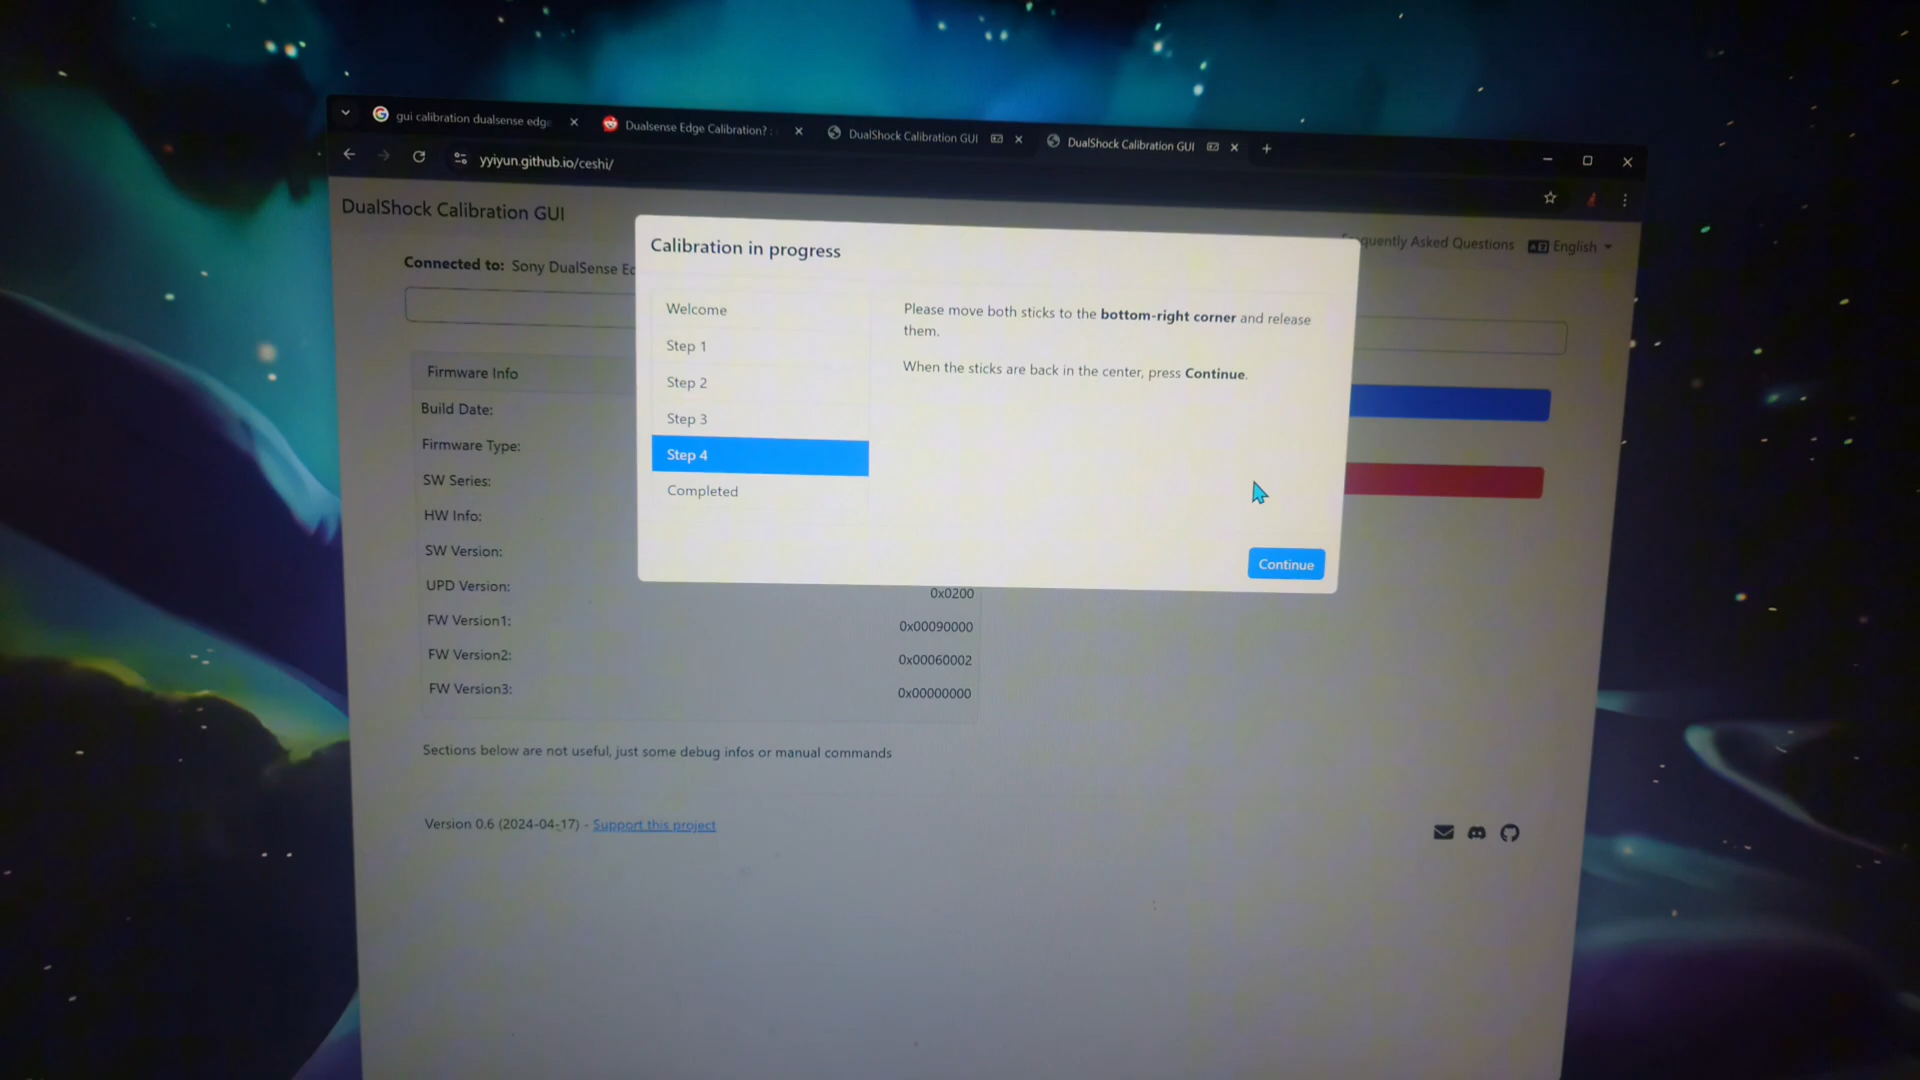 gui calibration dualsense edge
Dualsense Edge Calibration? :
DualShock Calibration GUI
DualShock Calibration GUI
yyiyun.github.io/ceshi/
DualShock Calibration GUI
Frequently Asked Questions
English
Connected to: Sony DualSense Ed
Calibration in progress
Welcome
Step 1
Step 2
Step 3
Step 4
Completed
Please move both sticks to the bottom-right corner and release
them.
When the sticks are back in the center, press Continue.
Continue
Firmware Info
Build Date:
Firmware Type:
SW Series:
HW Info:
SW Version:
UPD Version: 0x0200
FW Version1: 0x00090000
FW Version2: 0x00060002
FW Version3: 0x00000000
Sections below are not useful, just some debug infos or manual commands
Version 0.6 (2024-04-17) - Support this project